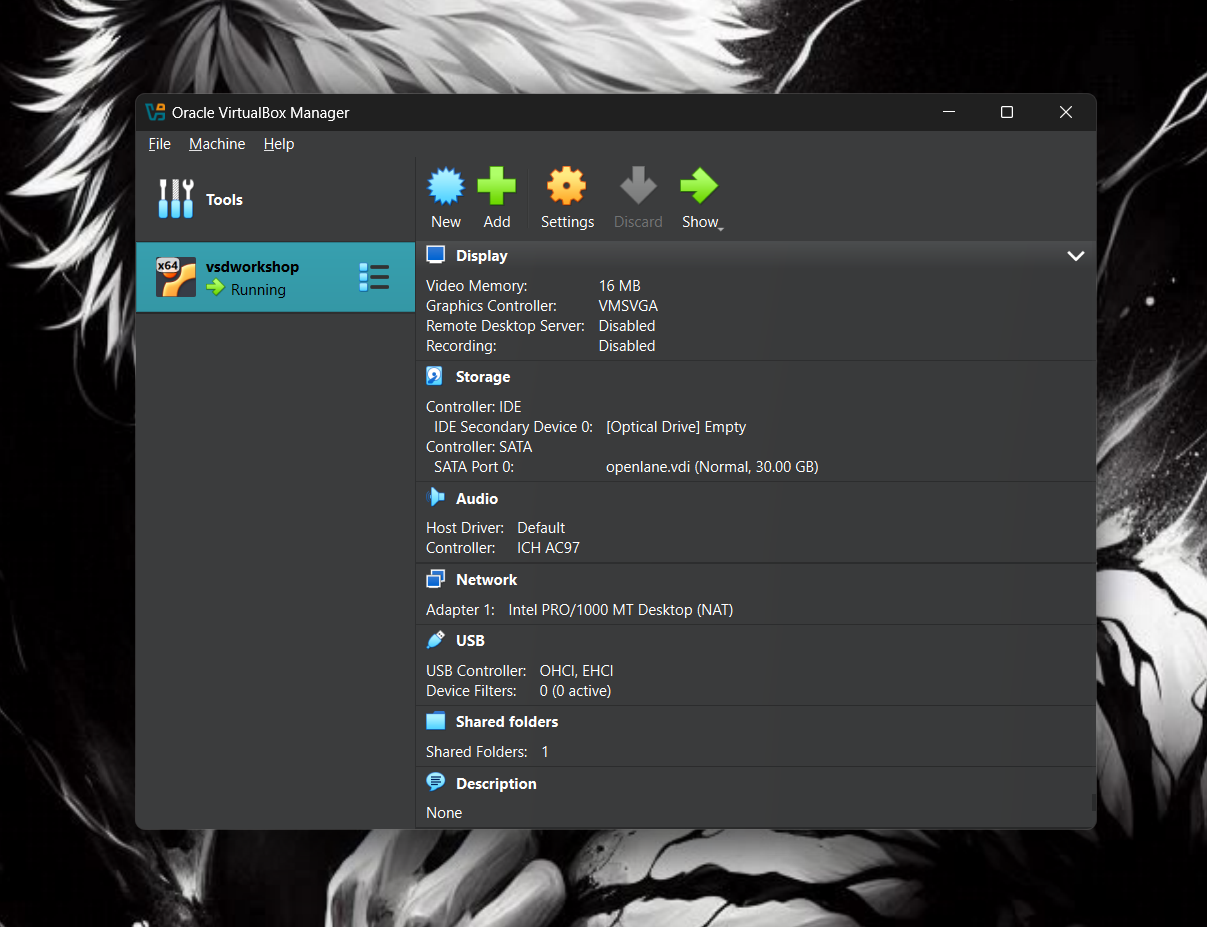 Oracle VirtualBox Manager
File Machine Help
Tools
New Add Settings Discard Show
x64
vsdworkshop
Running
Display
Video Memory: 16 MB
Graphics Controller: VMSVGA
Remote Desktop Server: Disabled
Recording: Disabled
Storage
Controller: IDE
IDE Secondary Device 0: [Optical Drive] Empty
Controller: SATA
SATA Port 0: openlane.vdi (Normal, 30.00 GB)
Audio
Host Driver: Default
Controller: ICH AC97
Network
Adapter 1: Intel PRO/1000 MT Desktop (NAT)
USB
USB Controller: OHCI, EHCI
Device Filters: 0 (0 active)
Shared folders
Shared Folders: 1
Description
None